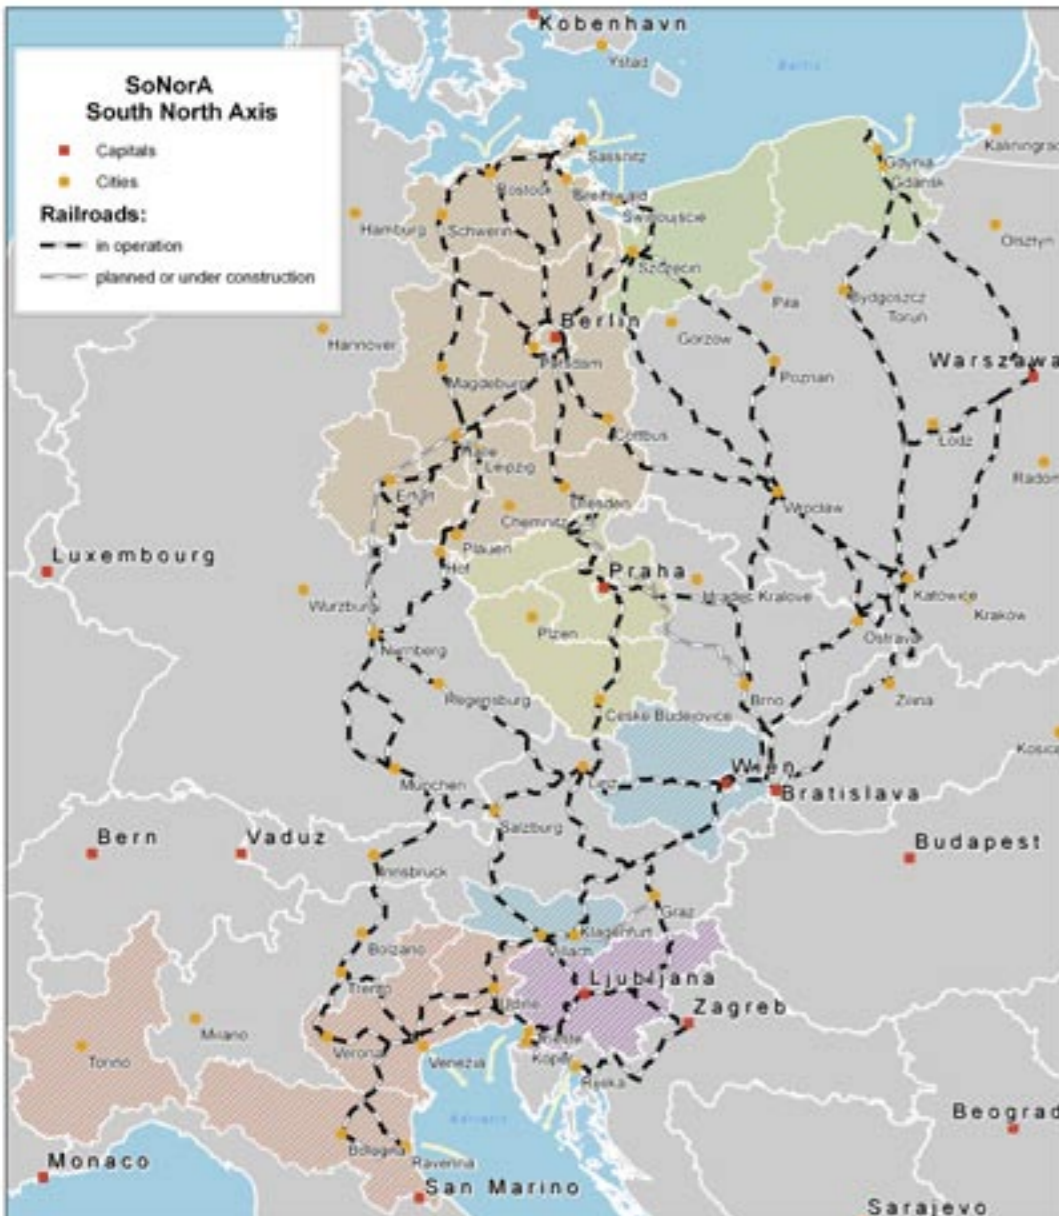 Kobenhavn
Ystad
Baltic
SoNorA
South North Axis
Capitals
Cities
Railroads:
in operation
planned or under construction
Sassnitz
Kaliningrad
Gdynia
Gdansk
Rostock
Greifswald
Swinoujscie
Hamburg
Schwerin
Olsztyn
Szczecin
Pila
Bydgoszcz
Torun
Berlin
Gorzow
Hannover
Potsdam
Warszawa
Poznan
Magdeburg
Cottbus
Lodz
Halle
Leipzig
Radom
Erfurt
Dresden
Wroclaw
Chemnitz
Plauen
Luxembourg
Hof
Praha
Hradec Kralove
Katowice
Wurzburg
Krakow
Plzen
Ostrava
Nurnberg
Regensburg
Brno
Zilina
Ceske Budejovice
Kosice
Munchen
Linz
Wien
Bratislava
Salzburg
Bern
Vaduz
Budapest
Innsbruck
Graz
Bolzano
Klagenfurt
Villach
Ljubljana
Trento
Udine
Zagreb
Milano
Torino
Verona
Venezia
Trieste
Koper
Rijeka
Beograd
Adriatic
Bologna
Monaco
Ravenna
San Marino
Sarajevo